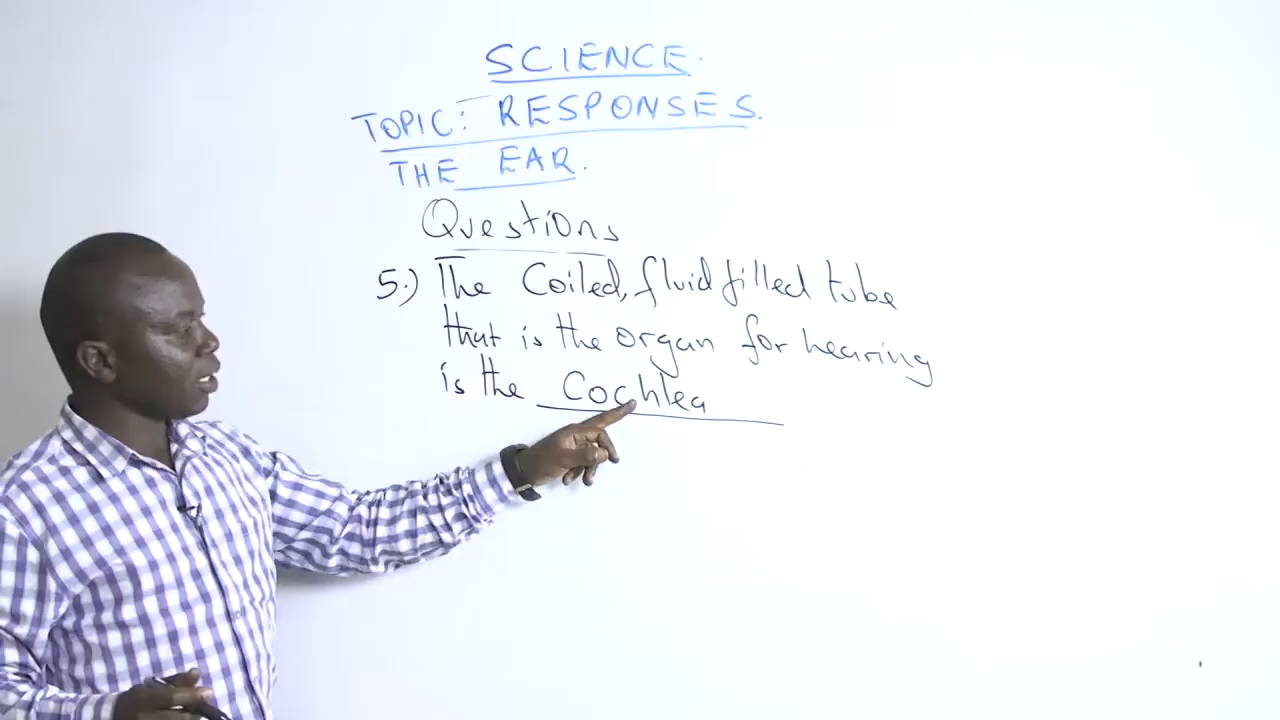 SCIENCE.
TOPIC: RESPONSES.
THE EAR.
Questions
5.) The Coiled, fluid filled tube
that is the organ for hearing
is the Cochlea